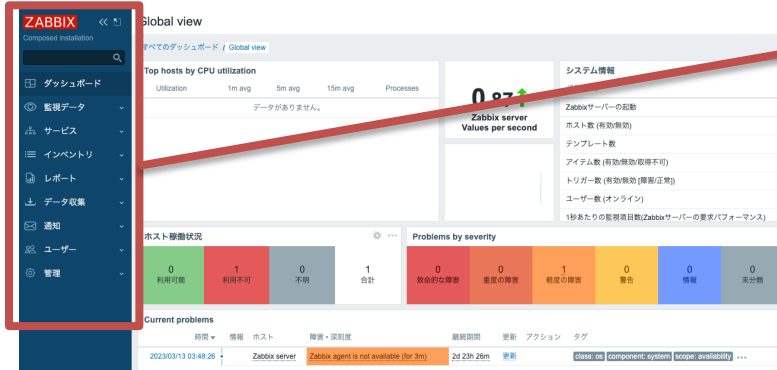 ZABBIX
Composed installation
ダッシュボード
監視データ
サービス
インベントリ
レポート
データ収集
通知
ユーザー
管理
Global view
すべてのダッシュボード / Global view
Top hosts by CPU utilization
Utilization 1m avg 5m avg 15m avg Processes
データがありません。
0.87
Zabbix server
Values per second
システム情報
Zabbixサーバーの起動
ホスト数 (有効/無効)
テンプレート数
アイテム数 (有効/無効/取得不可)
トリガー数 (有効/無効 [障害/正常])
ユーザー数 (オンライン)
1秒あたりの監視項目数(Zabbixサーバーの要求パフォーマンス)
ホスト稼働状況
0 1 0 1
利用可能 利用不可 不明 合計
Problems by severity
0 0 1 0 0 0
致命的な障害 重度の障害 軽度の障害 警告 情報 未分類
Current problems
時間 情報 ホスト 障害・深刻度 継続期間 更新 アクション タグ
2023/03/13 03:48:26 Zabbix server Zabbix agent is not available (for 3m) 2d 23h 26m 更新 class: os component: system scope: availability